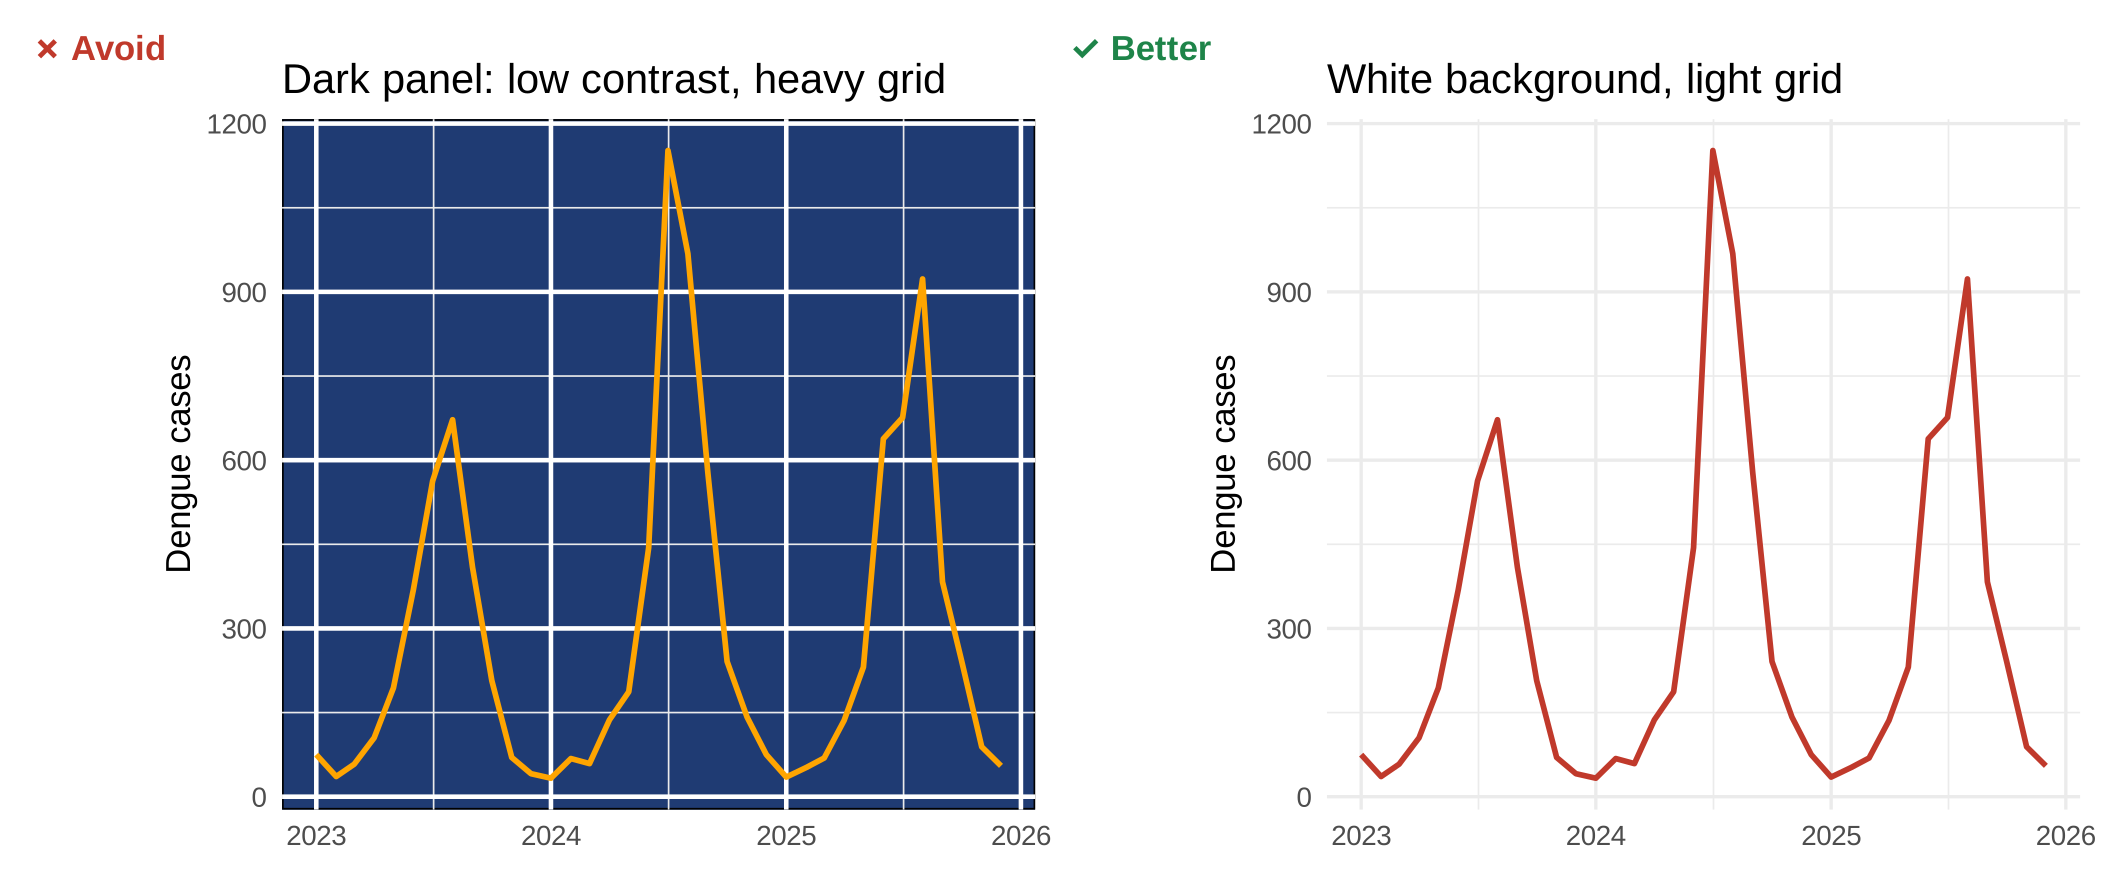 ✖ Avoid
Dark panel: low contrast, heavy grid
Dengue cases
1200
900
600
300
0
2023 2024 2025 2026
✔ Better
White background, light grid
Dengue cases
1200
900
600
300
0
2023 2024 2025 2026